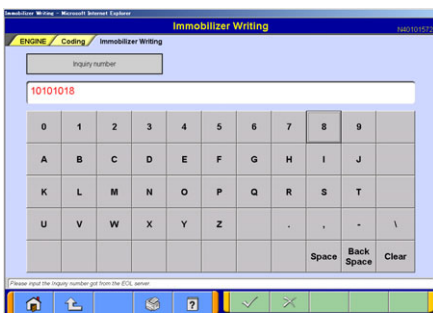 Immobilizer Writing - Microsoft Internet Explorer
Immobilizer Writing
N4010157
ENGINE Coding Immobilizer Writing
Inquiry number
10101018
0 1 2 3 4 5 6 7 8 9
A B C D E F G H I J
K L M N O P Q R S T
U V W X Y Z . , - \
Space Back Space Clear
Please input the Inquiry number got from the EOL server.
?